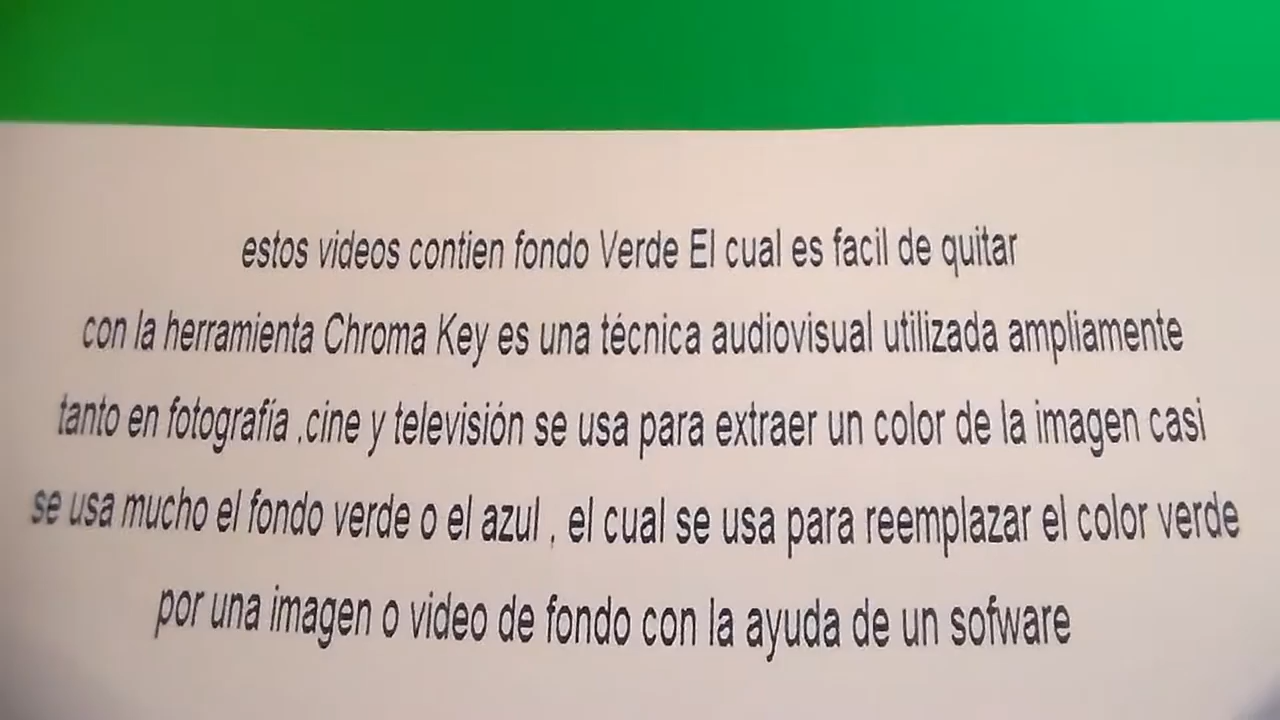 estos videos contien fondo Verde El cual es facil de quitar
con la herramienta Chroma Key es una técnica audiovisual utilizada ampliamente
tanto en fotografía .cine y televisión se usa para extraer un color de la imagen casi
se usa mucho el fondo verde o el azul , el cual se usa para reemplazar el color verde
por una imagen o video de fondo con la ayuda de un sofware